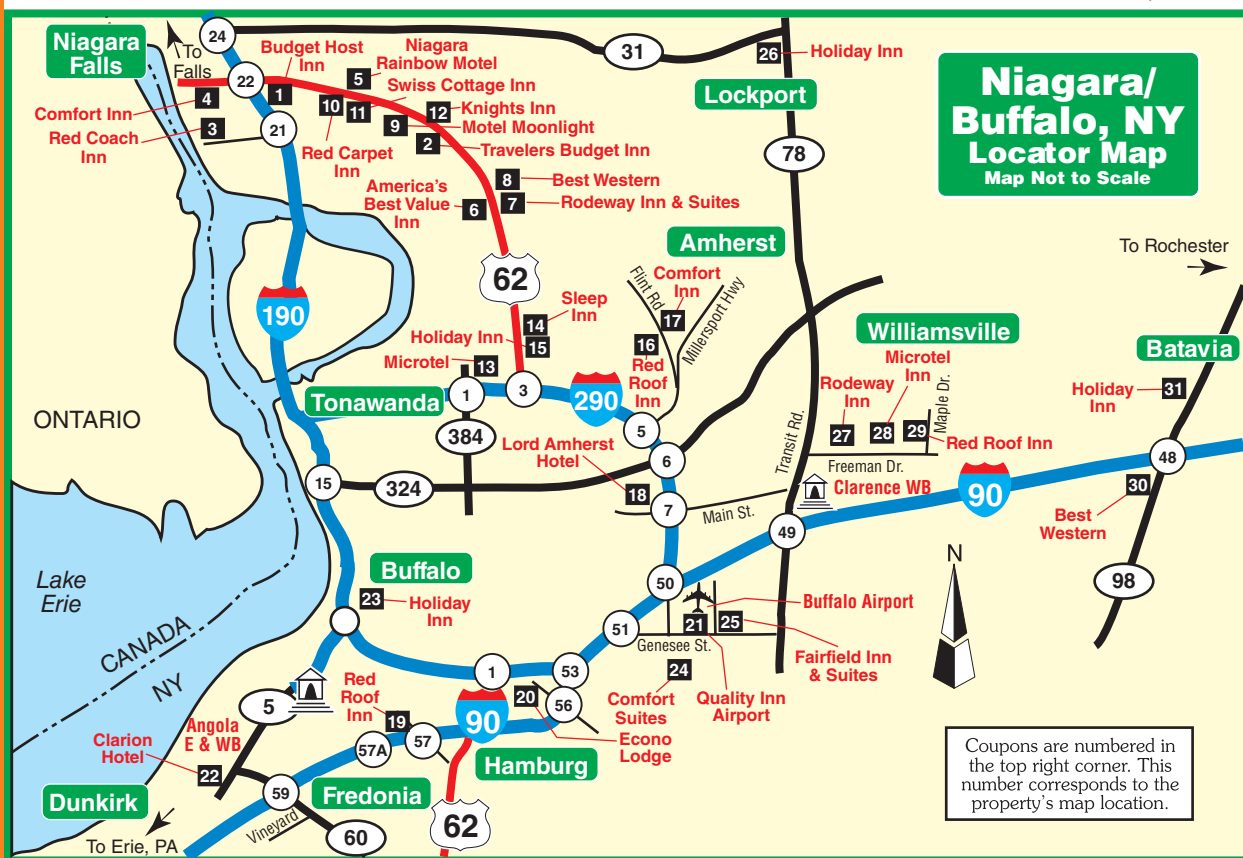 Niagara/
Buffalo, NY
Locator Map
Map Not to Scale
Niagara
Falls
To
Falls
24
22
21
Budget Host
Inn
1
Niagara
Rainbow Motel
5
Swiss Cottage Inn
10
11
12
Knights Inn
9
Motel Moonlight
2
Travelers Budget Inn
4
Comfort Inn
3
Red Coach
Inn
Red Carpet
Inn
31
26
Holiday Inn
Lockport
78
America's
Best Value
Inn
6
8
Best Western
7
Rodeway Inn & Suites
62
Amherst
To Rochester
190
Flint Rd
Comfort
Inn
17
Millersport Hwy
Sleep
Inn
14
Holiday Inn
15
16
Red
Roof
Inn
Microtel
13
Williamsville
Microtel
Inn
Rodeway
Inn
27
28
29
Maple Dr.
Red Roof Inn
Freeman Dr.
Batavia
Holiday
Inn
31
ONTARIO
Tonawanda
1
3
290
5
384
Lord Amherst
Hotel
6
18
7
Main St.
Transit Rd.
Clarence WB
15
324
90
48
30
Best
Western
49
98
N
Lake
Erie
CANADA
NY
Buffalo
23
Holiday
Inn
50
51
Buffalo Airport
21
25
Genesee St.
24
Fairfield Inn
& Suites
Comfort
Suites
Quality Inn
Airport
1
53
56
20
Econo
Lodge
90
Hamburg
5
Red
Roof
Inn
19
57
57A
Angola
E & WB
Clarion
Hotel
22
59
Dunkirk
Fredonia
Vineyard
60
62
To Erie, PA
Coupons are numbered in
the top right corner. This
number corresponds to the
property's map location.